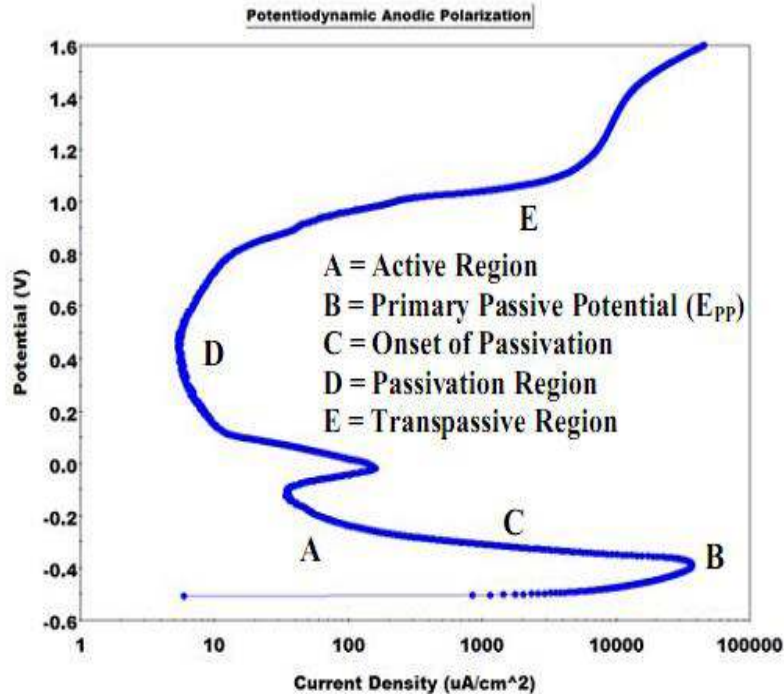 Potentiodynamic Anodic Polarization
1.6
1.4
1.2
1.0
0.8
0.6
0.4
0.2
0.0
-0.2
-0.4
-0.6
Potential (V)
E
A = Active Region
B = Primary Passive Potential (EPP)
C = Onset of Passivation
D = Passivation Region
E = Transpassive Region
D
C
A
B
1 10 100 1000 10000 100000
Current Density (uA/cm^2)